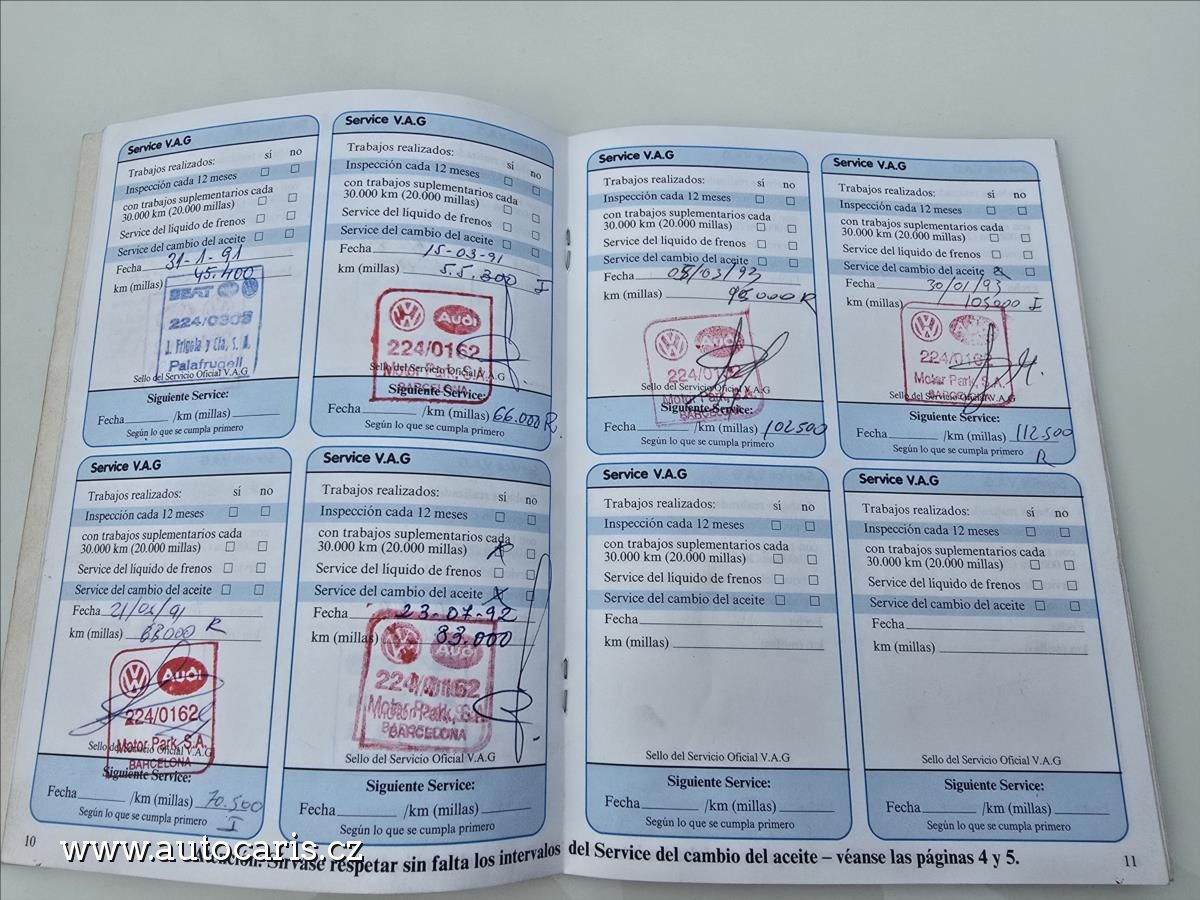 Service V.A.G
Trabajos realizados: sí no
Inspección cada 12 meses
con trabajos suplementarios cada
30.000 km (20.000 millas)
Service del líquido de frenos
Service del cambio del aceite
Fecha 31-1-91
km (millas) 45.400
SEAT
224/0303
J. Frigola y Cía, S. A.
Palafrugell
Sello del Servicio Oficial V.A.G
Siguiente Service:
Fecha /km (millas)
Según lo que se cumpla primero
Service V.A.G
Trabajos realizados: sí no
Inspección cada 12 meses
con trabajos suplementarios cada
30.000 km (20.000 millas)
Service del líquido de frenos
Service del cambio del aceite
Fecha 15-03-91
km (millas) 55.300 I
Audi
224/0162
Motor Park, S.A.
BARCELONA
Sello del Servicio Oficial V.A.G
Siguiente Service:
Fecha /km (millas) 66.000 R.
Según lo que se cumpla primero
Service V.A.G
Trabajos realizados: sí no
Inspección cada 12 meses
con trabajos suplementarios cada
30.000 km (20.000 millas)
Service del líquido de frenos
Service del cambio del aceite
Fecha
km (millas) R
Audi
224/0162
Motor Park, S.A.
BARCELONA
Sello del Servicio Oficial V.A.G
Siguiente Service:
Fecha /km (millas) 70.500
I
Según lo que se cumpla primero
Service V.A.G
Trabajos realizados: sí no
Inspección cada 12 meses
con trabajos suplementarios cada
30.000 km (20.000 millas)
Service del líquido de frenos
Service del cambio del aceite
Fecha 23-07-92
km (millas) 83.000
Audi
224/0162
Motor Park, S.A.
BARCELONA
Sello del Servicio Oficial V.A.G
Siguiente Service:
Fecha /km (millas)
Según lo que se cumpla primero
10
Service V.A.G
Trabajos realizados: sí no
Inspección cada 12 meses
con trabajos suplementarios cada
30.000 km (20.000 millas)
Service del líquido de frenos
Service del cambio del aceite
Fecha
km (millas) R
Audi
224/0162
Motor Park, S.A.
BARCELONA
Sello del Servicio Oficial V.A.G
Siguiente Service:
Fecha /km (millas) 102500
Según lo que se cumpla primero
Service V.A.G
Trabajos realizados: sí no
Inspección cada 12 meses
con trabajos suplementarios cada
30.000 km (20.000 millas)
Service del líquido de frenos
Service del cambio del aceite
Fecha 30/01/93
km (millas) 105000 I
224/0162
Motor Park, S.A.
BARCELONA
Sello del Servicio Oficial V.A.G
Siguiente Service:
Fecha /km (millas) 112.500
R
Según lo que se cumpla primero
Service V.A.G
Trabajos realizados: sí no
Inspección cada 12 meses
con trabajos suplementarios cada
30.000 km (20.000 millas)
Service del líquido de frenos
Service del cambio del aceite
Fecha
km (millas)
Sello del Servicio Oficial V.A.G
Siguiente Service:
Fecha /km (millas)
Según lo que se cumpla primero
Service V.A.G
Trabajos realizados: sí no
Inspección cada 12 meses
con trabajos suplementarios cada
30.000 km (20.000 millas)
Service del líquido de frenos
Service del cambio del aceite
Fecha
km (millas)
Sello del Servicio Oficial V.A.G
Siguiente Service:
Fecha /km (millas)
Según lo que se cumpla primero
11
Atención: Sírvase respetar sin falta los intervalos del Service del cambio del aceite – véanse las páginas 4 y 5.
www.autocaris.cz